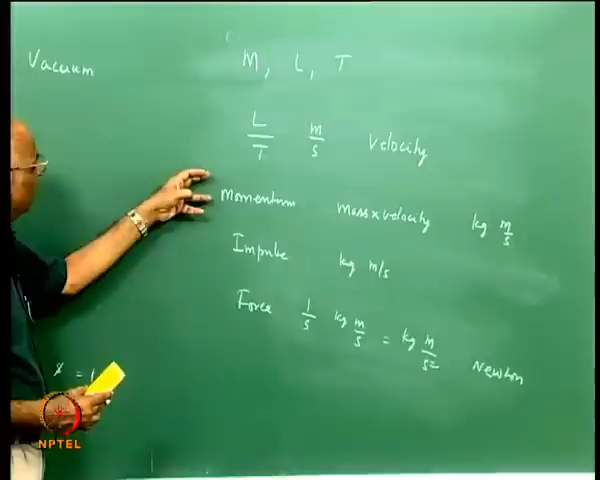 Vacuum
M, L, T
L/T m/s Velocity
Momentum mass x velocity kg m/s
Impulse kg m/s
Force 1/s kg m/s = kg m/s² Newton
NPTEL